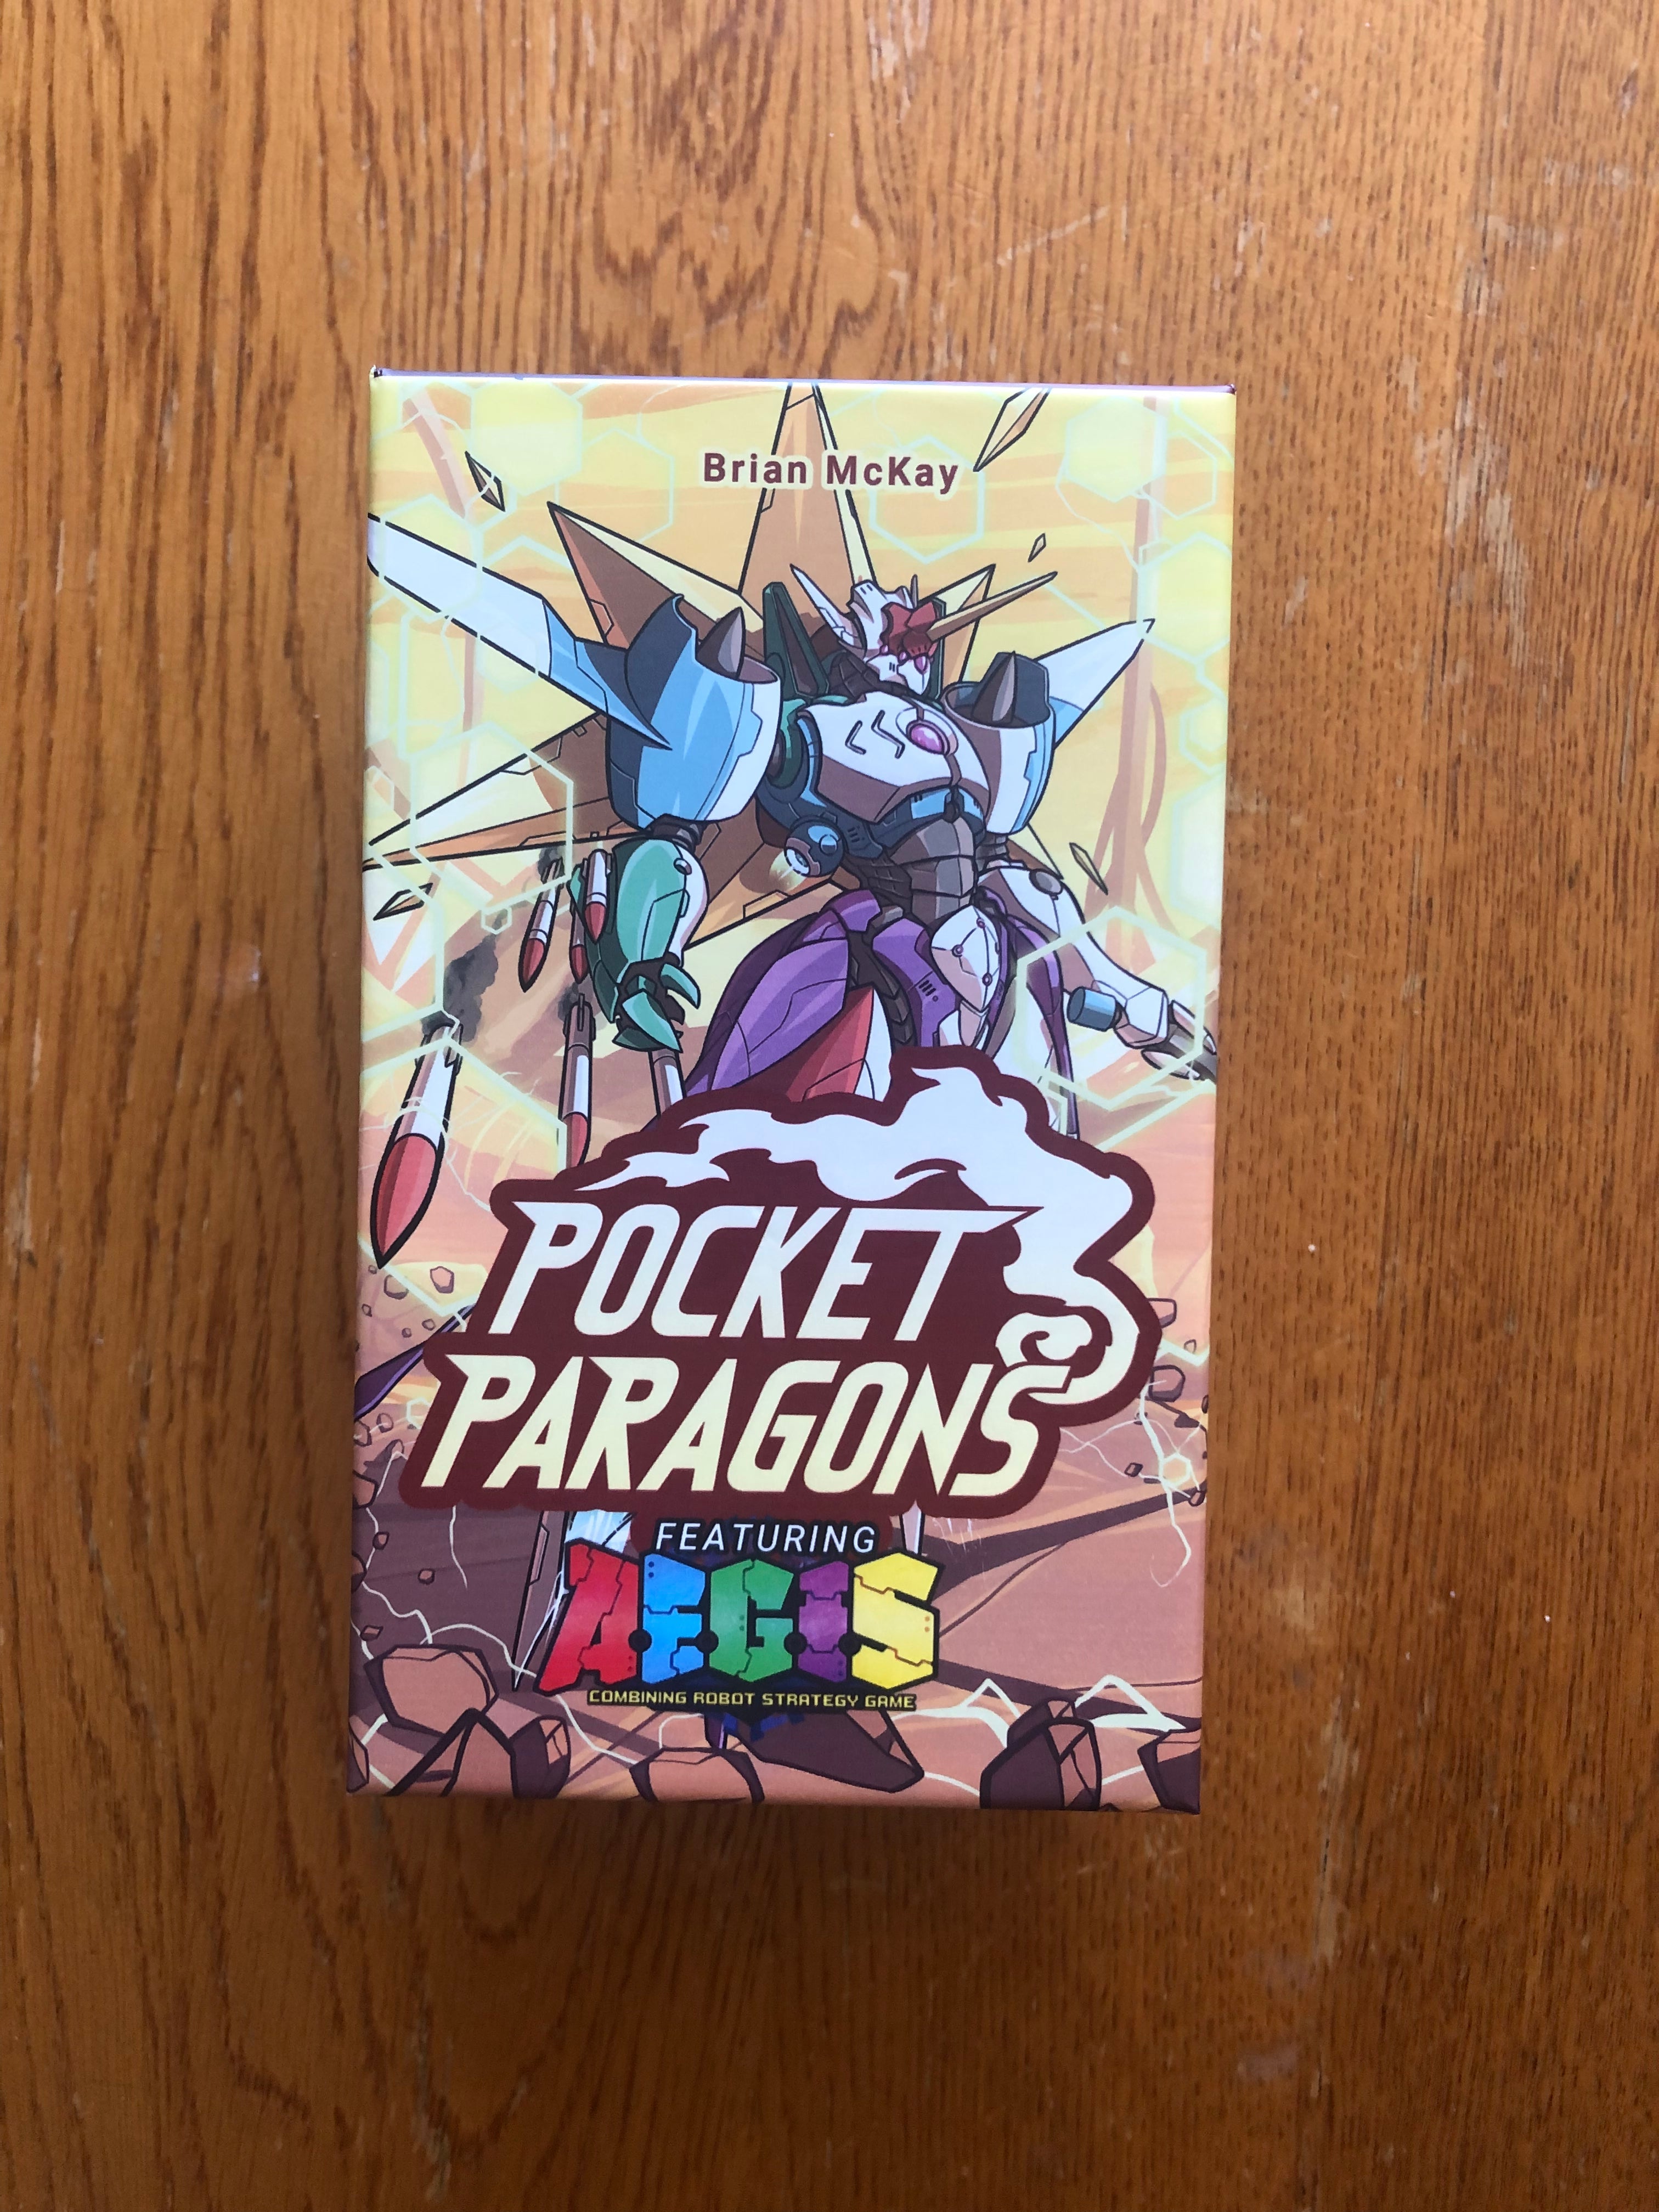 Brian McKay
POCKET
PARAGONS
FEATURING
A.E.G.I.S
COMBINING ROBOT STRATEGY GAME